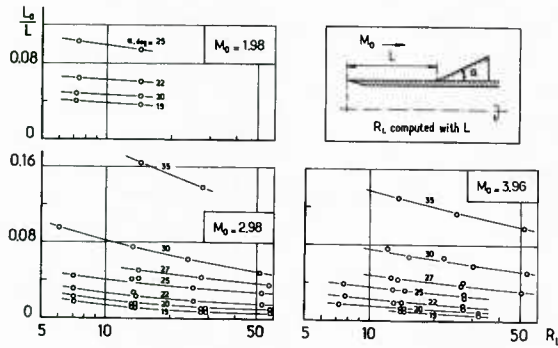 L₀
L
0.08
0
α, deg = 25
22
20
19
M₀ = 1.98
M₀
L
α
R_L computed with L
0.16
0.08
0
35
30
27
25
22
20
19
M₀ = 2.98
5
10
50
35
30
27
25
22
20
19
M₀ = 3.96
5
10
50